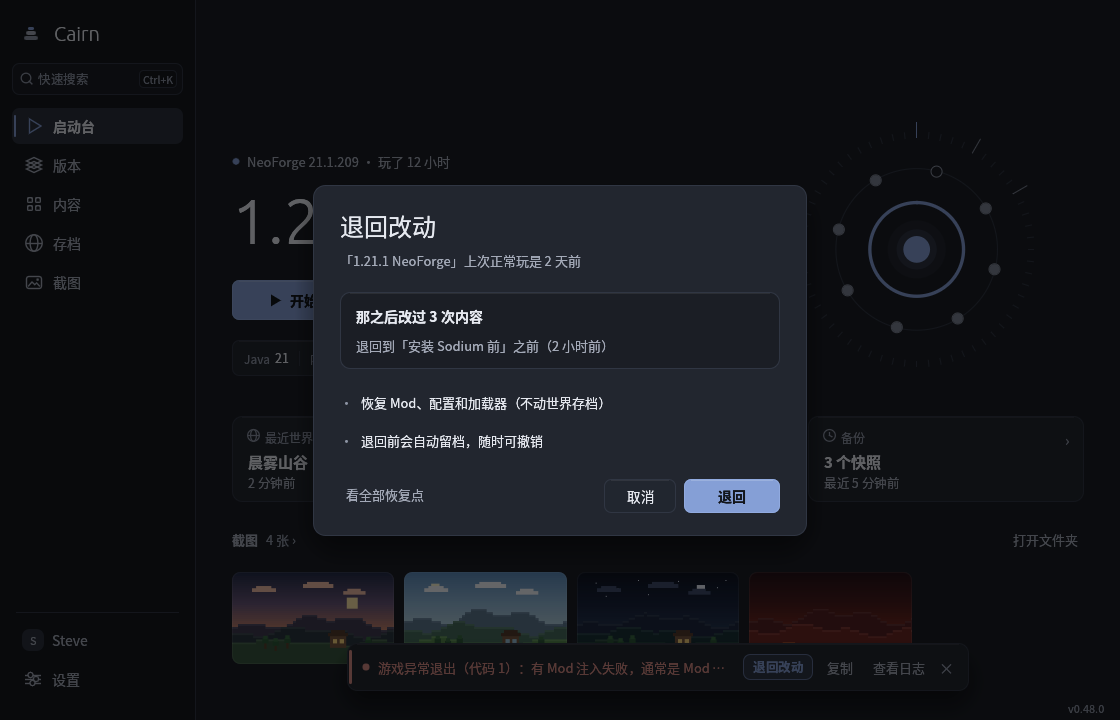 Cairn
快速搜索 Ctrl+K
启动台
版本
内容
存档
截图
Steve
设置
NeoForge 21.1.209 · 玩了 12 小时
1.2
开始
Java 21
最近世界
晨雾山谷
2 分钟前
备份
3 个快照
最近 5 分钟前
截图 4 张 ›
打开文件夹
退回改动
「1.21.1 NeoForge」上次正常玩是 2 天前
那之后改过 3 次内容
退回到「安装 Sodium 前」之前（2 小时前）
· 恢复 Mod、配置和加载器（不动世界存档）
· 退回前会自动留档，随时可撤销
看全部恢复点 取消 退回
游戏异常退出（代码 1）：有 Mod 注入失败，通常是 Mod … 退回改动 复制 查看日志
v0.48.0